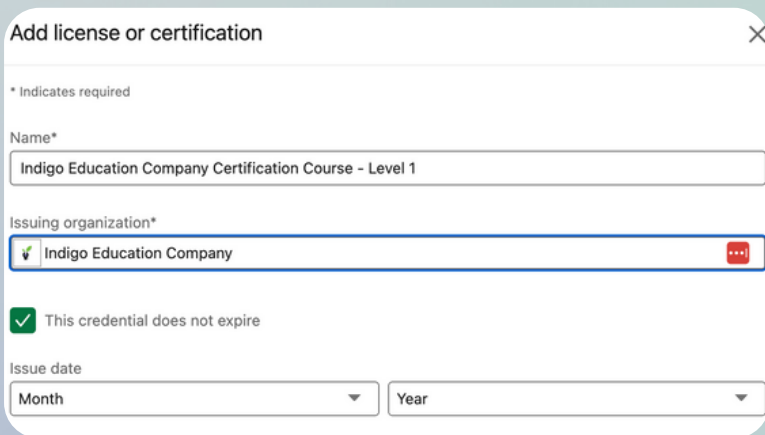 Add license or certification
* Indicates required
Name*
Indigo Education Company Certification Course - Level 1
Issuing organization*
Indigo Education Company
This credential does not expire
Issue date
Month Year